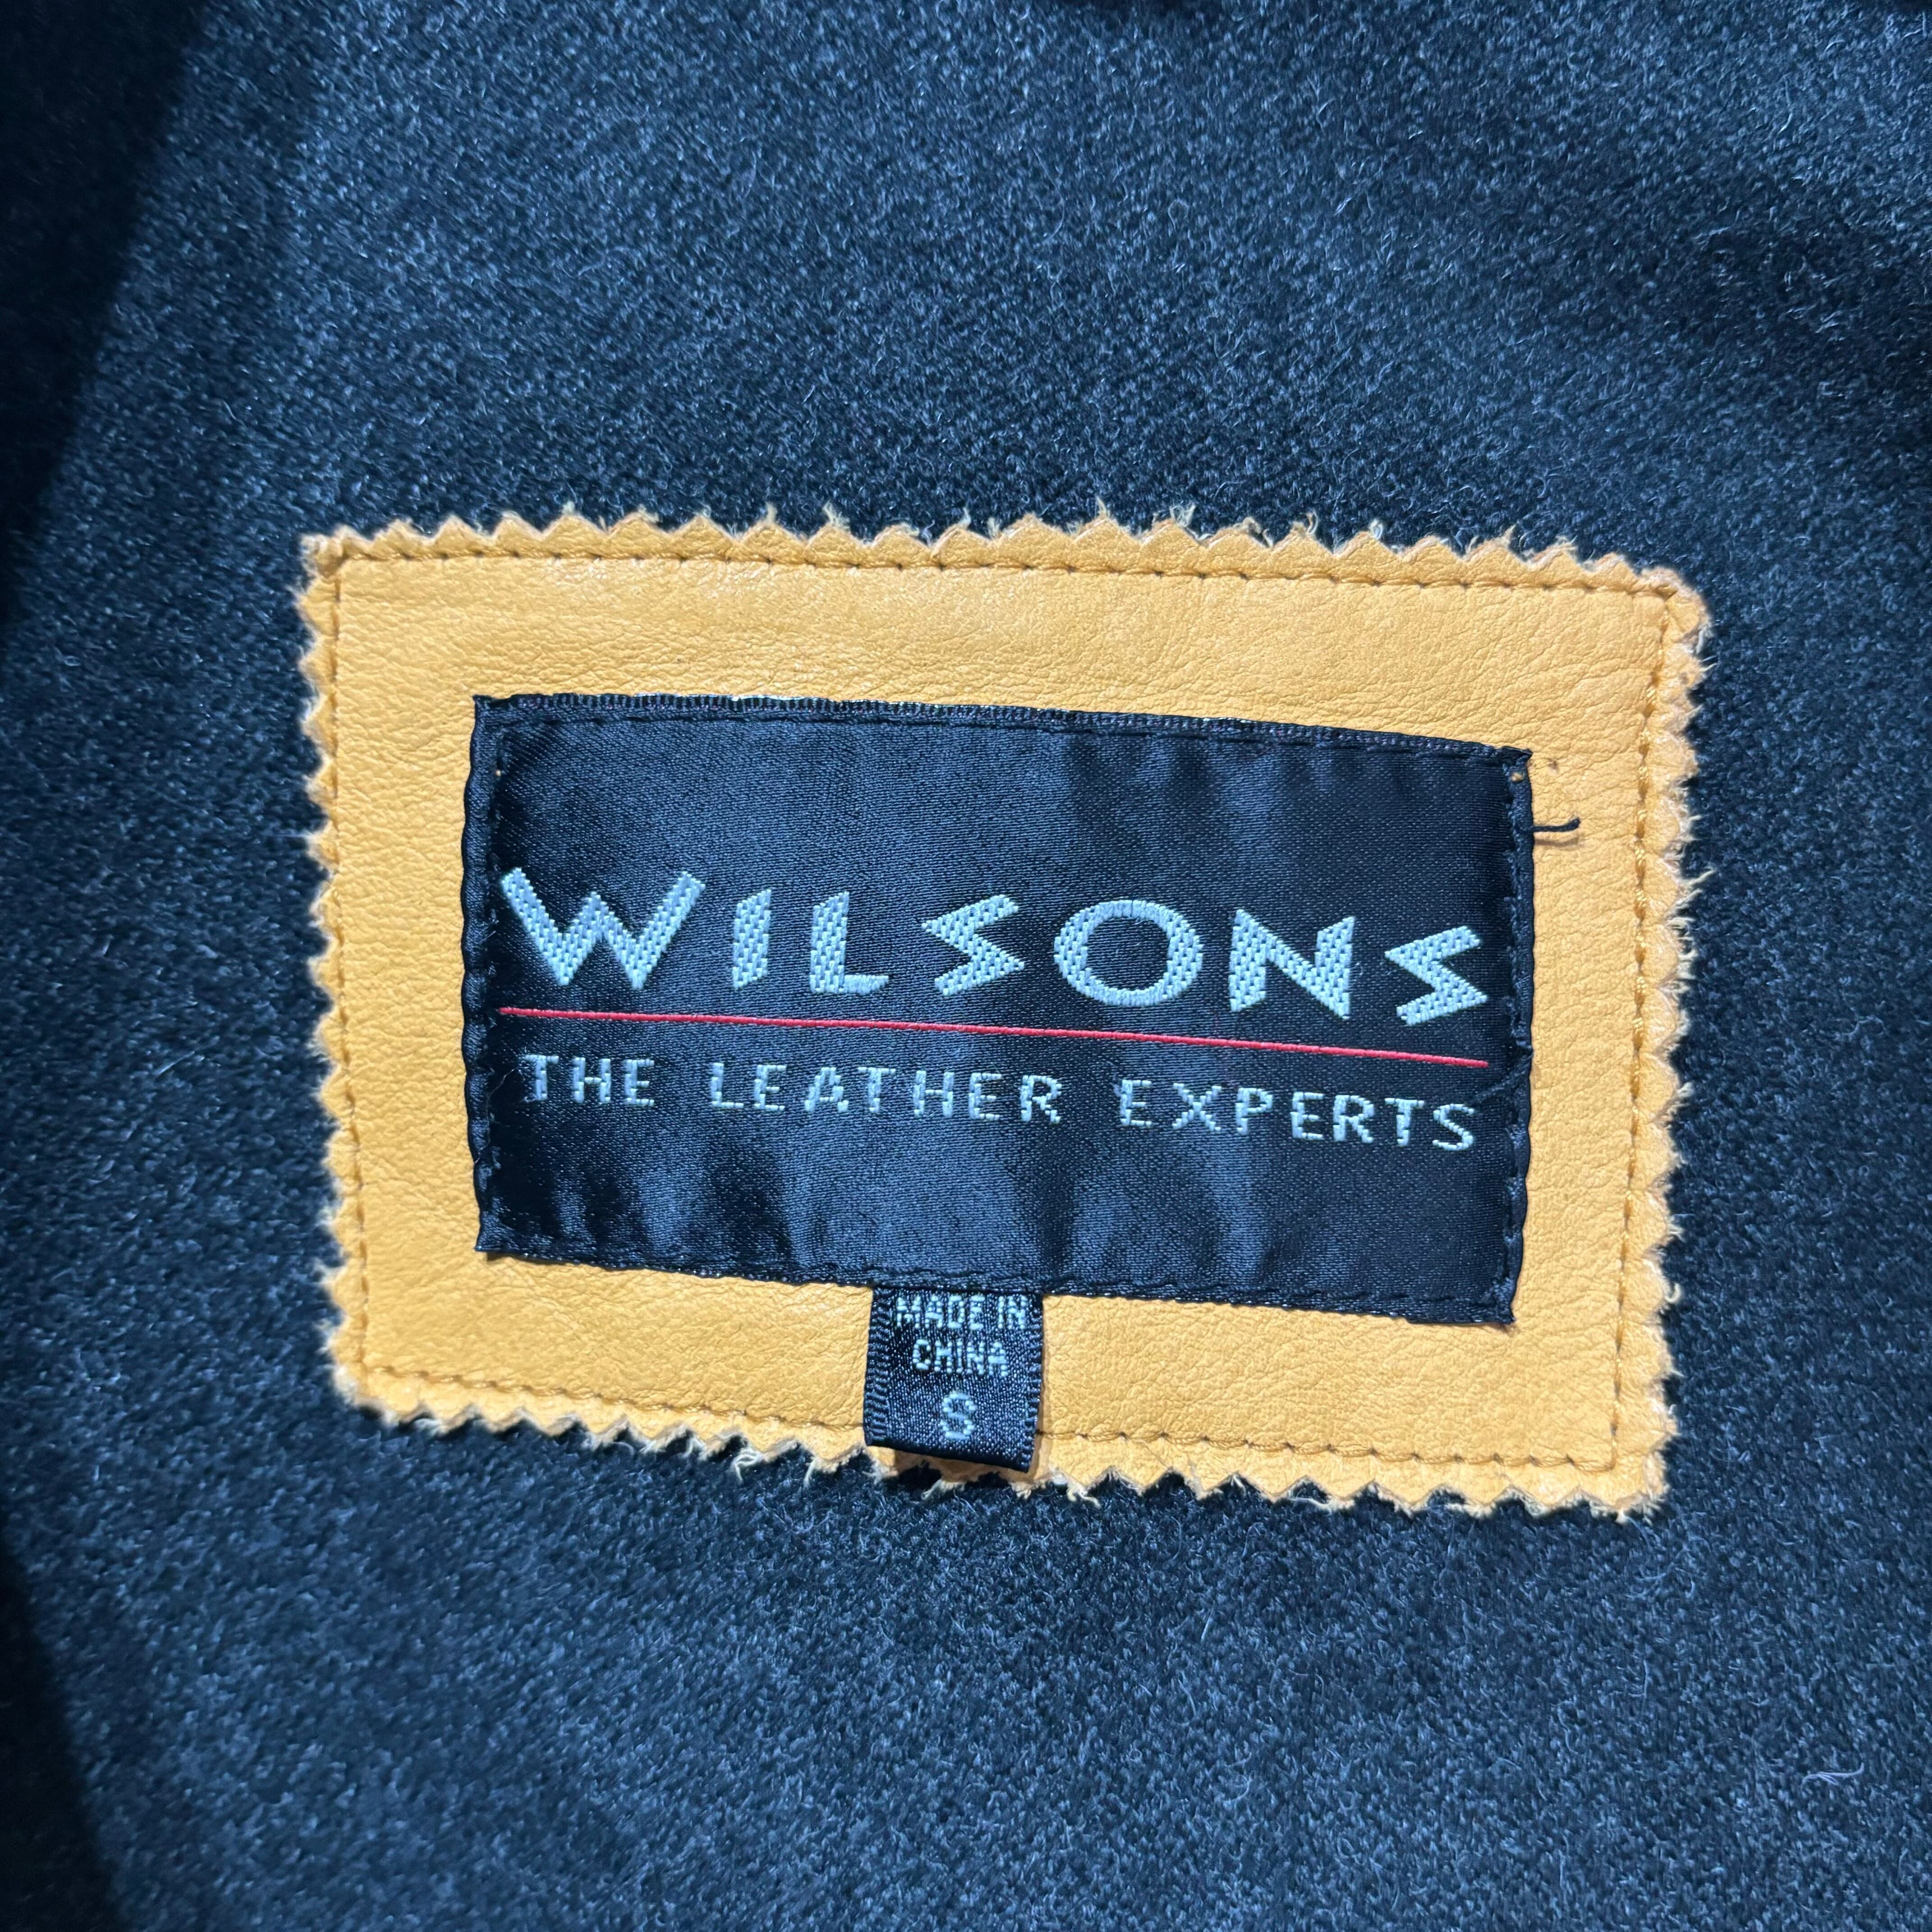 WILSONS
THE LEATHER EXPERTS
MADE IN
CHINA
S